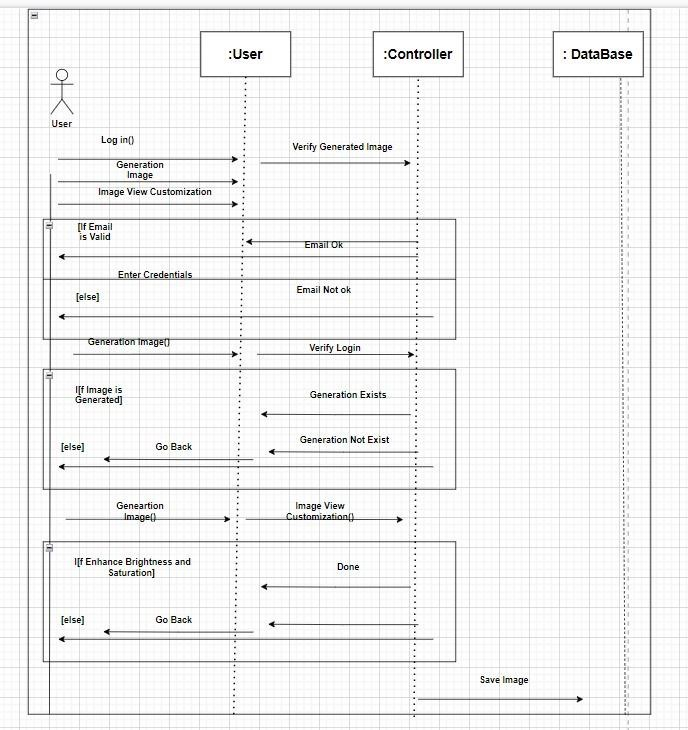 :User
:Controller
: DataBase
User
Log in()
Verify Generated Image
Generation
Image
Image View Customization
[If Email
is Valid
Email Ok
Enter Credentials
Email Not ok
[else]
Generation Image()
Verify Login
I[f Image is
Generated]
Generation Exists
Generation Not Exist
[else]
Go Back
Geneartion
Image()
Image View
Customization()
I[f Enhance Brightness and
Saturation]
Done
[else]
Go Back
Save Image